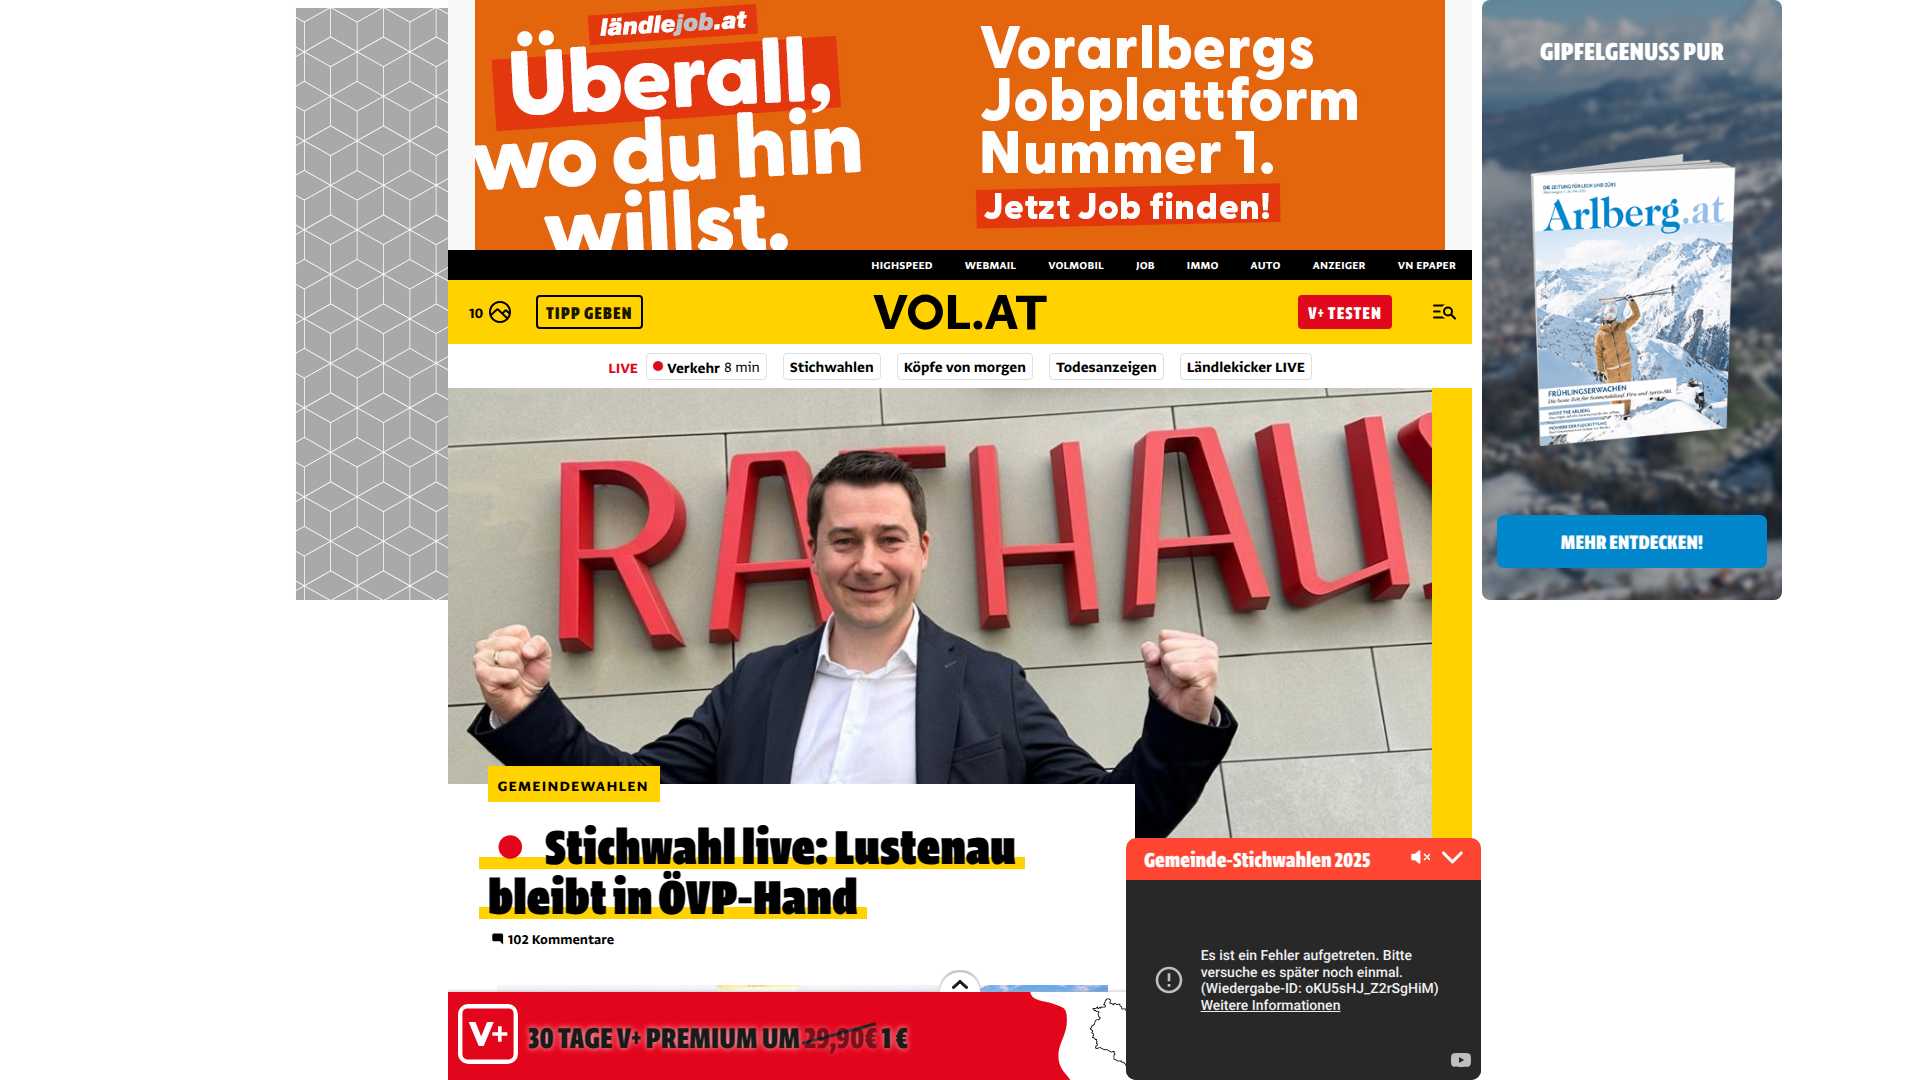 ländlejob.at
Überall,
wo du hin
willst.
Vorarlbergs
Jobplattform
Nummer 1.
Jetzt Job finden!
GIPFELGENUSS PUR
Arlberg.at
FRÜHLINGSERWACHEN
MEHR ENTDECKEN!
HIGHSPEED WEBMAIL VOLMOBIL JOB IMMO AUTO ANZEIGER VN EPAPER
10 TIPP GEBEN VOL.AT V+ TESTEN
LIVE Verkehr 8 min Stichwahlen Köpfe von morgen Todesanzeigen Ländlekicker LIVE
RATHAUS
GEMEINDEWAHLEN
Stichwahl live: Lustenau
bleibt in ÖVP-Hand
102 Kommentare
Gemeinde-Stichwahlen 2025
Es ist ein Fehler aufgetreten. Bitte
versuche es später noch einmal.
(Wiedergabe-ID: oKU5sHJ_Z2rSgHiM)
Weitere Informationen
V+ 30 TAGE V+ PREMIUM UM 29,90€ 1 €